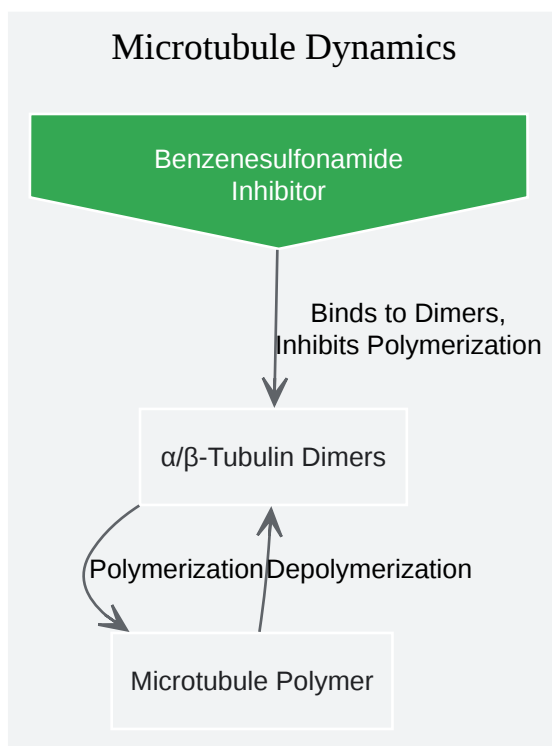 Microtubule Dynamics
Benzenesulfonamide
Inhibitor
Binds to Dimers,
Inhibits Polymerization
α/β-Tubulin Dimers
Polymerization
Depolymerization
Microtubule Polymer